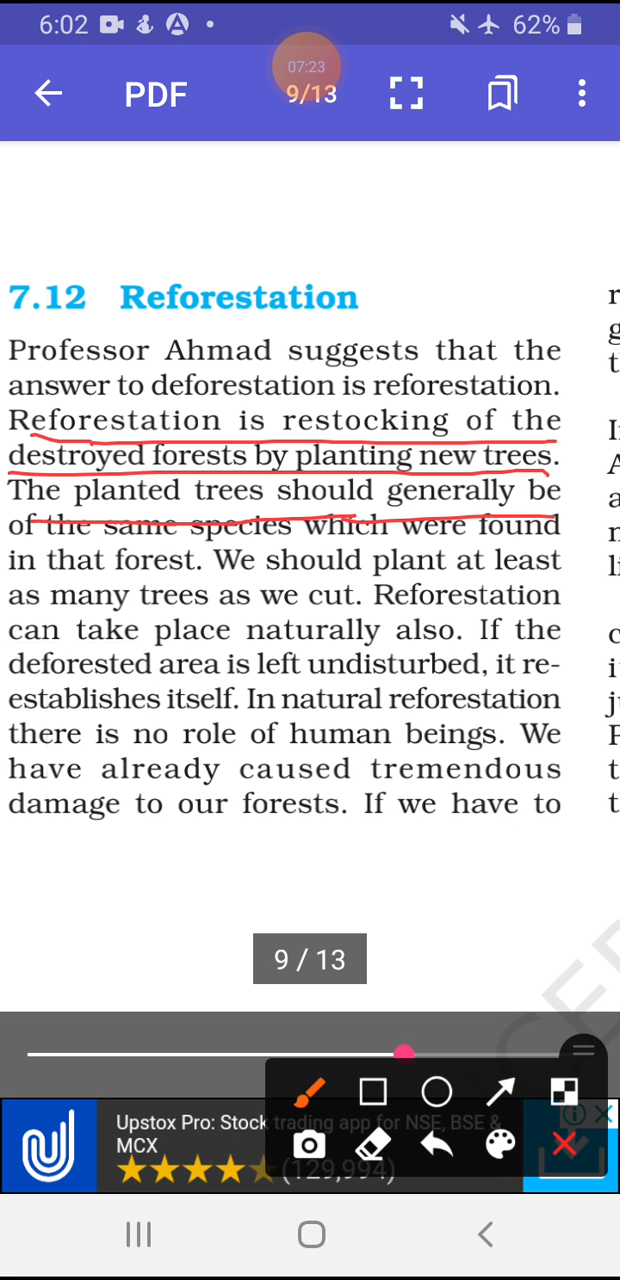 6:02
62%
07:23
PDF
9/13
7.12 Reforestation
Professor Ahmad suggests that the
answer to deforestation is reforestation.
Reforestation is restocking of the
destroyed forests by planting new trees.
The planted trees should generally be
of the same species which were found
in that forest. We should plant at least
as many trees as we cut. Reforestation
can take place naturally also. If the
deforested area is left undisturbed, it re-
establishes itself. In natural reforestation
there is no role of human beings. We
have already caused tremendous
damage to our forests. If we have to
9 / 13
Upstox Pro: Stock trading app for NSE, BSE &
MCX
(129,994)